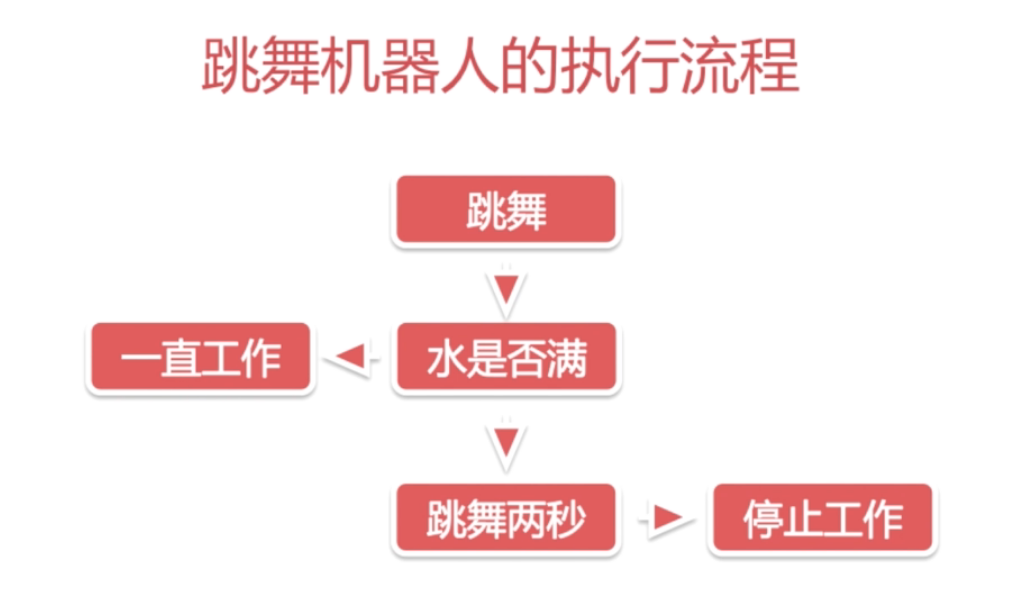 跳舞机器人的执行流程
跳舞
一直工作
水是否满
跳舞两秒
停止工作